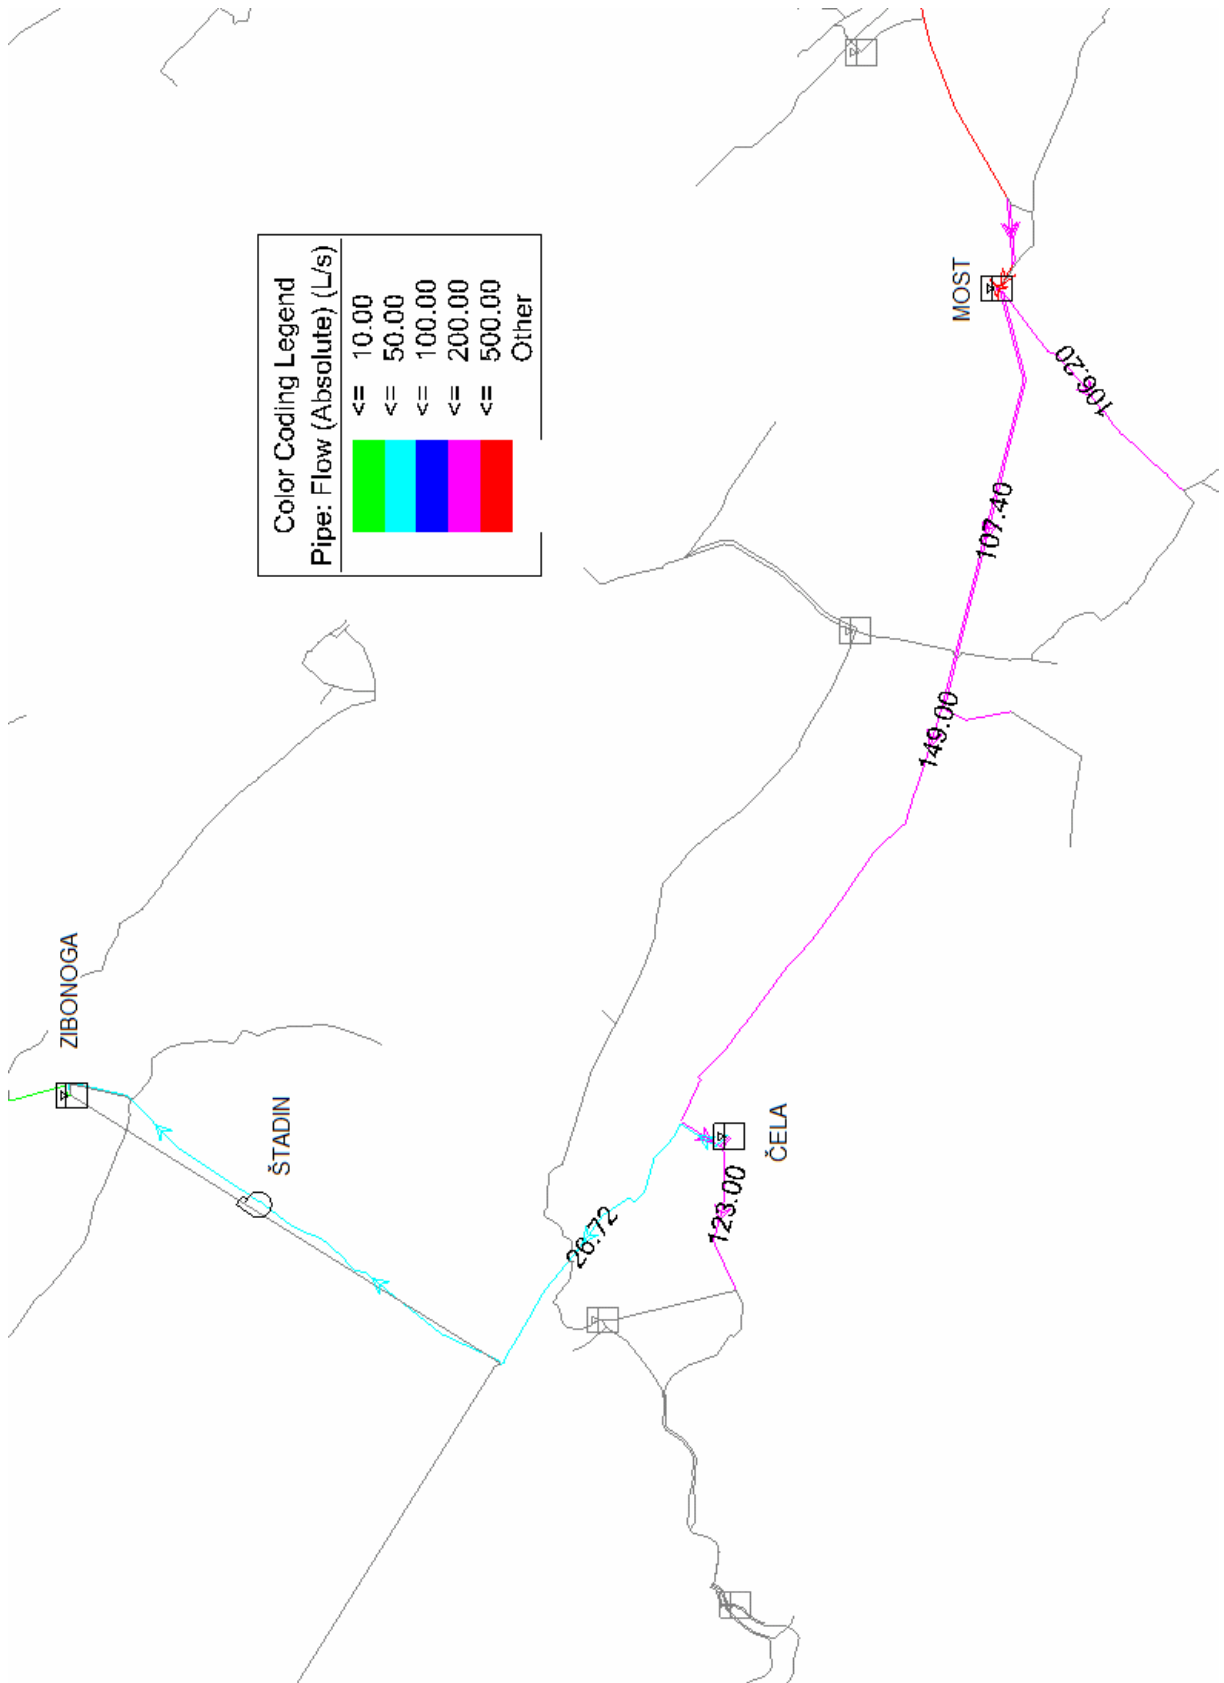 Color Coding Legend
Pipe: Flow (Absolute) (L/s)
<= 10.00
<= 50.00
<= 100.00
<= 200.00
<= 500.00
Other
ZIBONOGA
ŠTADIN
ČELA
MOST
26.72
123.00
149.00
107.40
106.20